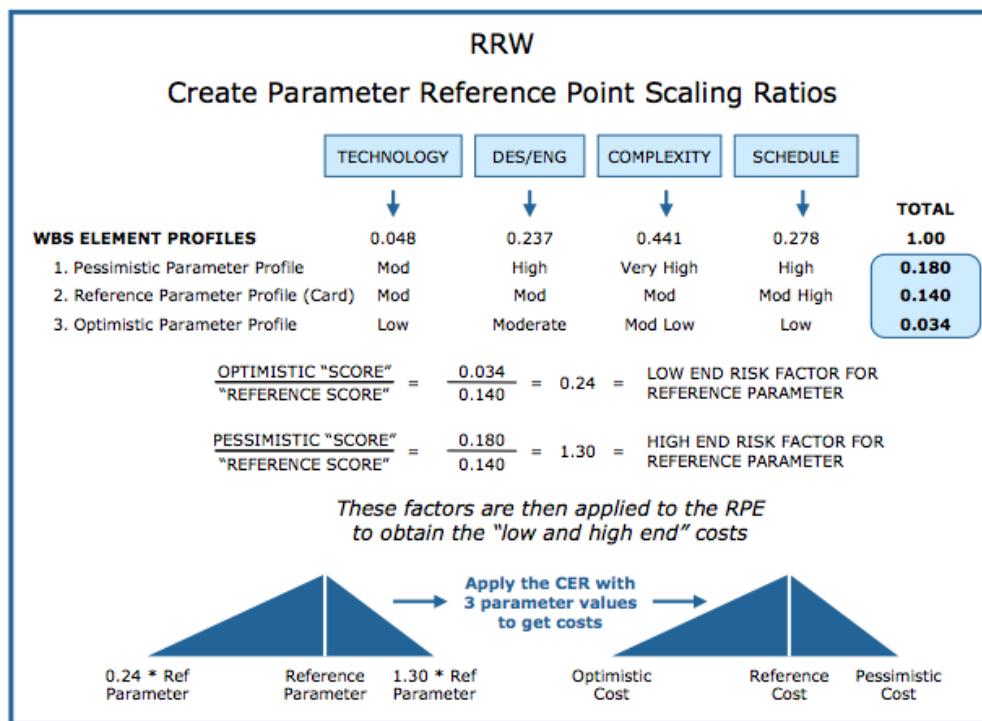 RRW
Create Parameter Reference Point Scaling Ratios
TECHNOLOGY DES/ENG COMPLEXITY SCHEDULE
TOTAL
WBS ELEMENT PROFILES 0.048 0.237 0.441 0.278 1.00
1. Pessimistic Parameter Profile Mod High Very High High 0.180
2. Reference Parameter Profile (Card) Mod Mod Mod Mod High 0.140
3. Optimistic Parameter Profile Low Moderate Mod Low Low 0.034
OPTIMISTIC “SCORE”
“REFERENCE SCORE”
=
0.034
0.140
= 0.24 =
LOW END RISK FACTOR FOR
REFERENCE PARAMETER
PESSIMISTIC “SCORE”
“REFERENCE SCORE”
=
0.180
0.140
= 1.30 =
HIGH END RISK FACTOR FOR
REFERENCE PARAMETER
These factors are then applied to the RPE
to obtain the “low and high end” costs
Apply the CER with
3 parameter values
to get costs
0.24 * Ref
Parameter
Reference
Parameter
1.30 * Ref
Parameter
Optimistic
Cost
Reference
Cost
Pessimistic
Cost